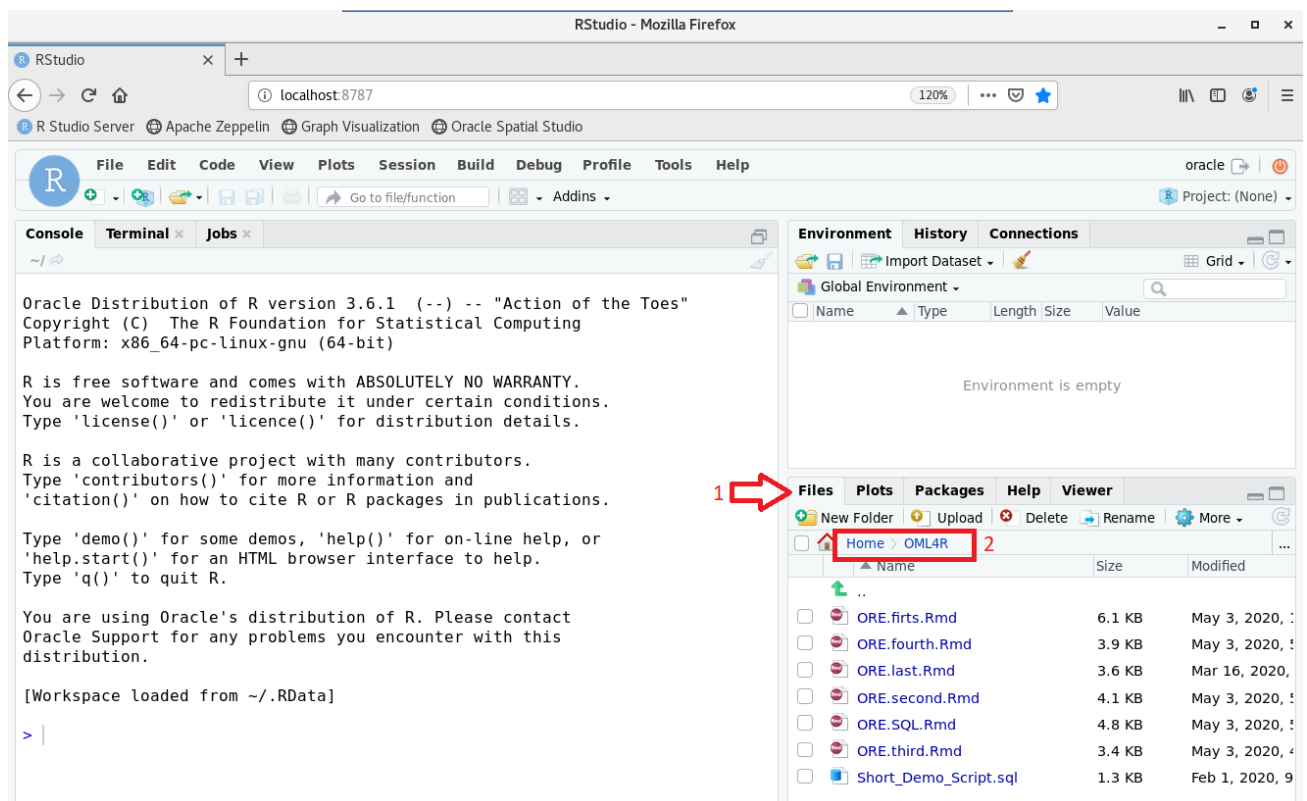 RStudio - Mozilla Firefox
RStudio
localhost:8787 120%
R Studio Server Apache Zeppelin Graph Visualization Oracle Spatial Studio
R File Edit Code View Plots Session Build Debug Profile Tools Help oracle
Go to file/function Addins Project: (None)
Console Terminal Jobs
~/
Oracle Distribution of R version 3.6.1 (--) -- "Action of the Toes"
Copyright (C) The R Foundation for Statistical Computing
Platform: x86_64-pc-linux-gnu (64-bit)
R is free software and comes with ABSOLUTELY NO WARRANTY.
You are welcome to redistribute it under certain conditions.
Type 'license()' or 'licence()' for distribution details.
R is a collaborative project with many contributors.
Type 'contributors()' for more information and
'citation()' on how to cite R or R packages in publications.
Type 'demo()' for some demos, 'help()' for on-line help, or
'help.start()' for an HTML browser interface to help.
Type 'q()' to quit R.
You are using Oracle's distribution of R. Please contact
Oracle Support for any problems you encounter with this
distribution.
[Workspace loaded from ~/.RData]
>
Environment History Connections
Import Dataset Grid
Global Environment
Name Type Length Size Value
Environment is empty
1 Files Plots Packages Help Viewer
New Folder Upload Delete Rename More
Home > OML4R 2 ...
Name Size Modified
..
ORE.firts.Rmd 6.1 KB May 3, 2020,
ORE.fourth.Rmd 3.9 KB May 3, 2020,
ORE.last.Rmd 3.6 KB Mar 16, 2020,
ORE.second.Rmd 4.1 KB May 3, 2020,
ORE.SQL.Rmd 4.8 KB May 3, 2020,
ORE.third.Rmd 3.4 KB May 3, 2020,
Short_Demo_Script.sql 1.3 KB Feb 1, 2020, 9